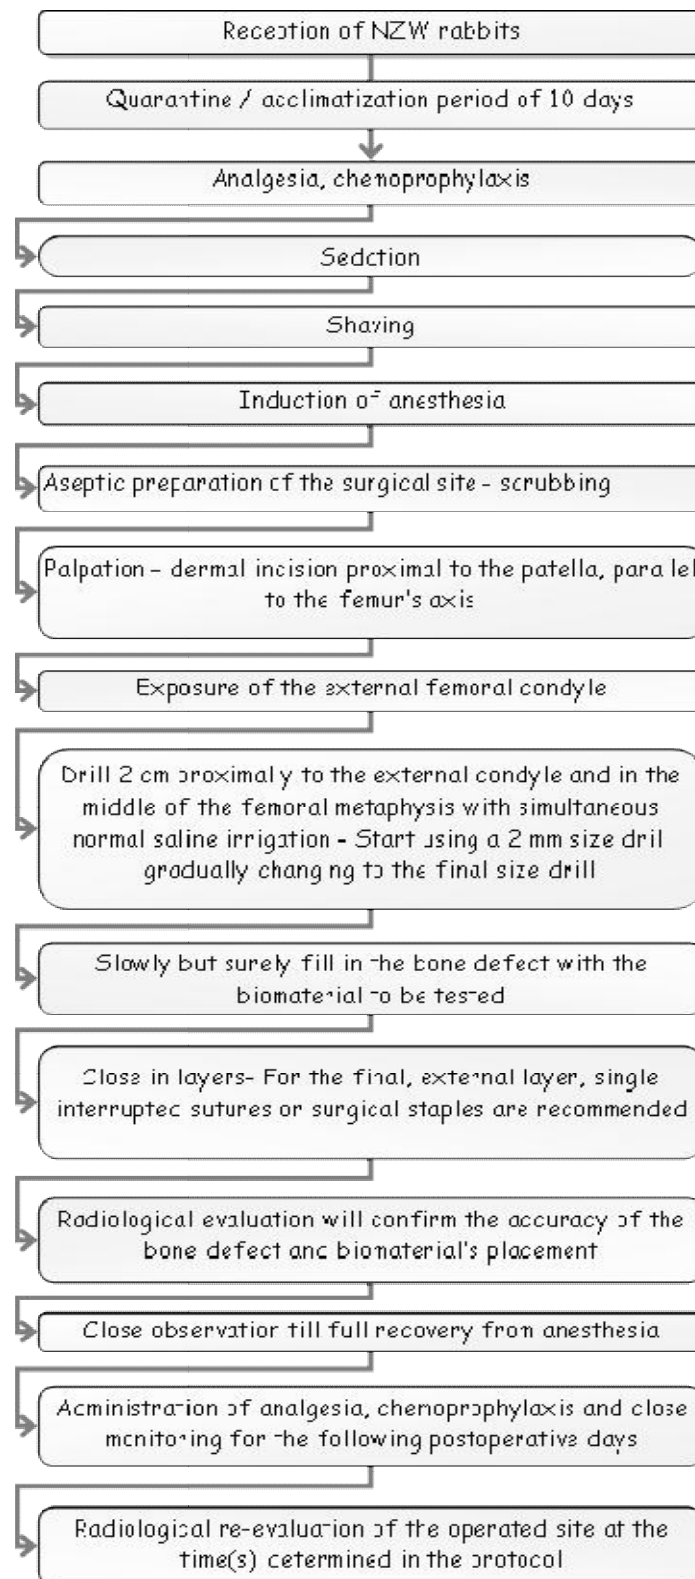 Reception of NZW rabbits
Quarantine / acclimatization period of 10 days
Analgesia, chemoprophylaxis
Sedction
Shaving
Induction of anesthesia
Aseptic preparation of the surgical site - scrubbing
Palpation – dermal incision proximal to the patella, parallel
to the femur's axis
Exposure of the external femoral condyle
Drill 2 cm proximally to the external condyle and in the
middle of the femoral metaphysis with simultaneous
normal saline irrigation - Start using a 2 mm size drill
gradually changing to the final size drill
Slowly but surely fill in the bone defect with the
biomaterial to be tested
Close in layers- For the final, external layer, single
interrupted sutures or surgical staples are recommended
Radiological evaluation will confirm the accuracy of the
bone defect and biomaterial's placement
Close observation till full recovery from anesthesia
Administration of analgesia, chemoprophylaxis and close
monitoring for the following postoperative days
Radiological re-evaluation of the operated site at the
time(s) determined in the protocol